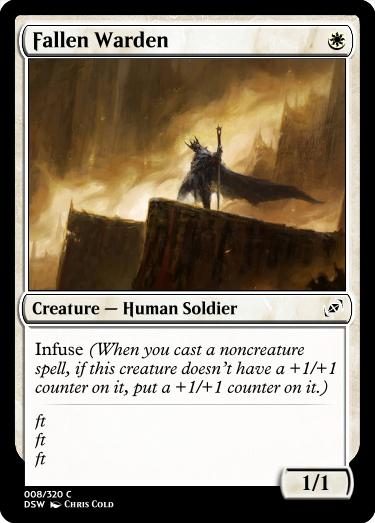 Fallen Warden
Creature — Human Soldier
Infuse (When you cast a noncreature
spell, if this creature doesn't have a +1/+1
counter on it, put a +1/+1 counter on it.)
ft
ft
ft
1/1
008/320 C
DSW Chris Cold